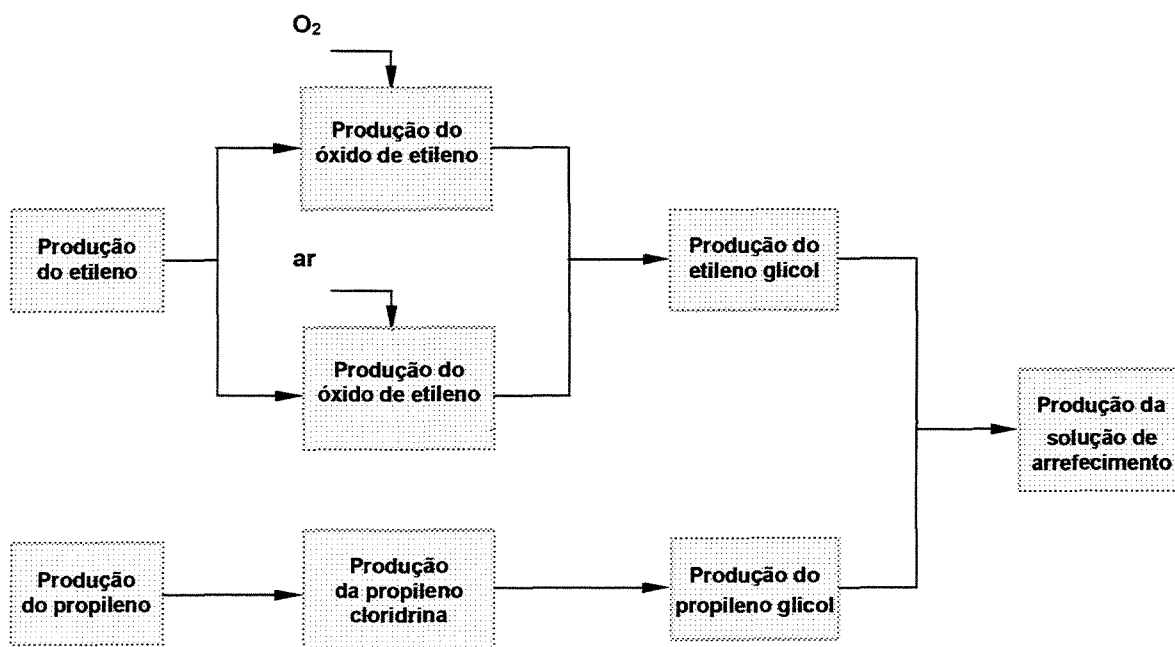 O₂
Produção do
óxido de etileno
Produção
do etileno
ar
Produção do
etileno glicol
Produção do
óxido de etileno
Produção da
solução de
arrefecimento
Produção
do propileno
Produção
da propileno
cloridrina
Produção do
propileno glicol